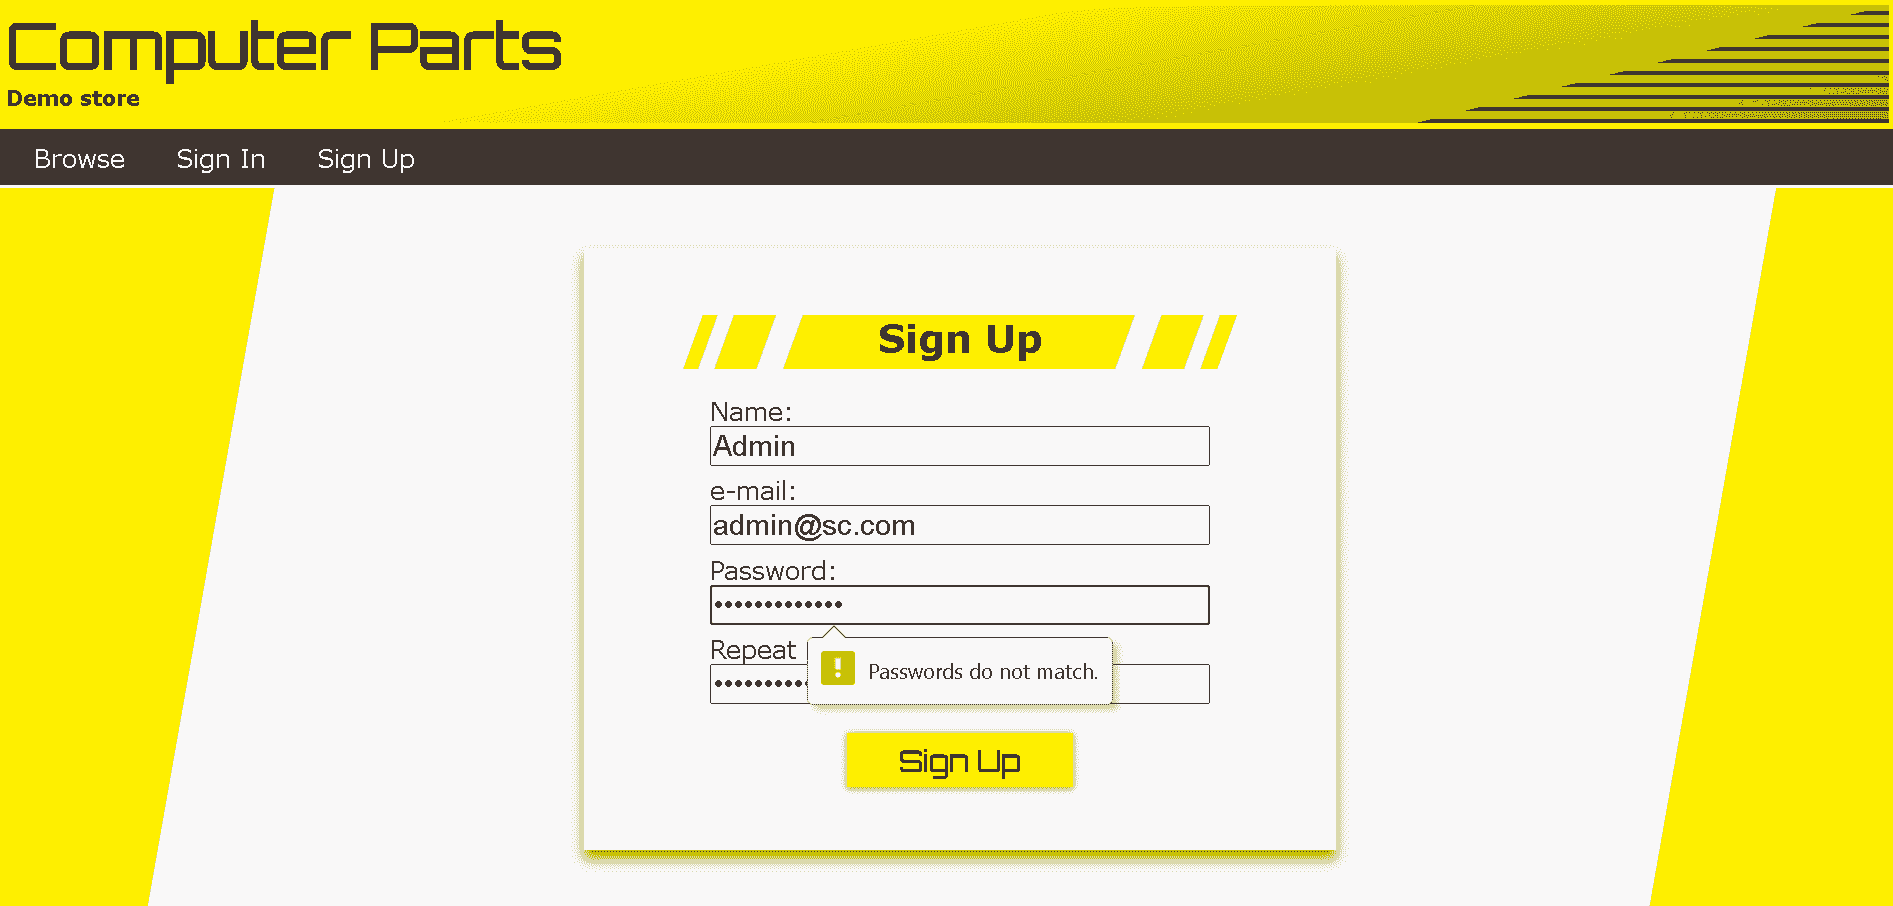 Computer Parts
Demo store
Browse Sign In Sign Up
Sign Up
Name:
Admin
e-mail:
admin@sc.com
Password:
•••••••••••••
Repeat
Passwords do not match.
••••••••••
Sign Up